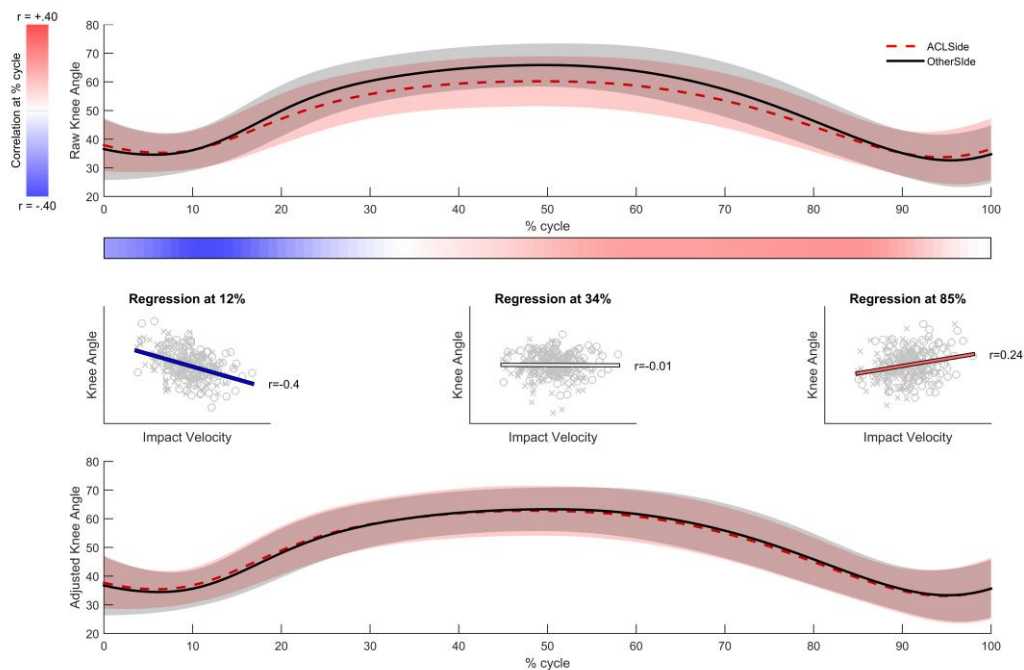 r = +.40
Correlation at % cycle
r = -.40
Raw Knee Angle
80
70
60
50
40
30
20
0 10 20 30 40 50 60 70 80 90 100
% cycle
ACLSide
OtherSIde
Regression at 12%
Knee Angle
r=-0.4
Impact Velocity
Regression at 34%
Knee Angle
r=-0.01
Impact Velocity
Regression at 85%
Knee Angle
r=0.24
Impact Velocity
Adjusted Knee Angle
80
70
60
50
40
30
20
0 10 20 30 40 50 60 70 80 90 100
% cycle